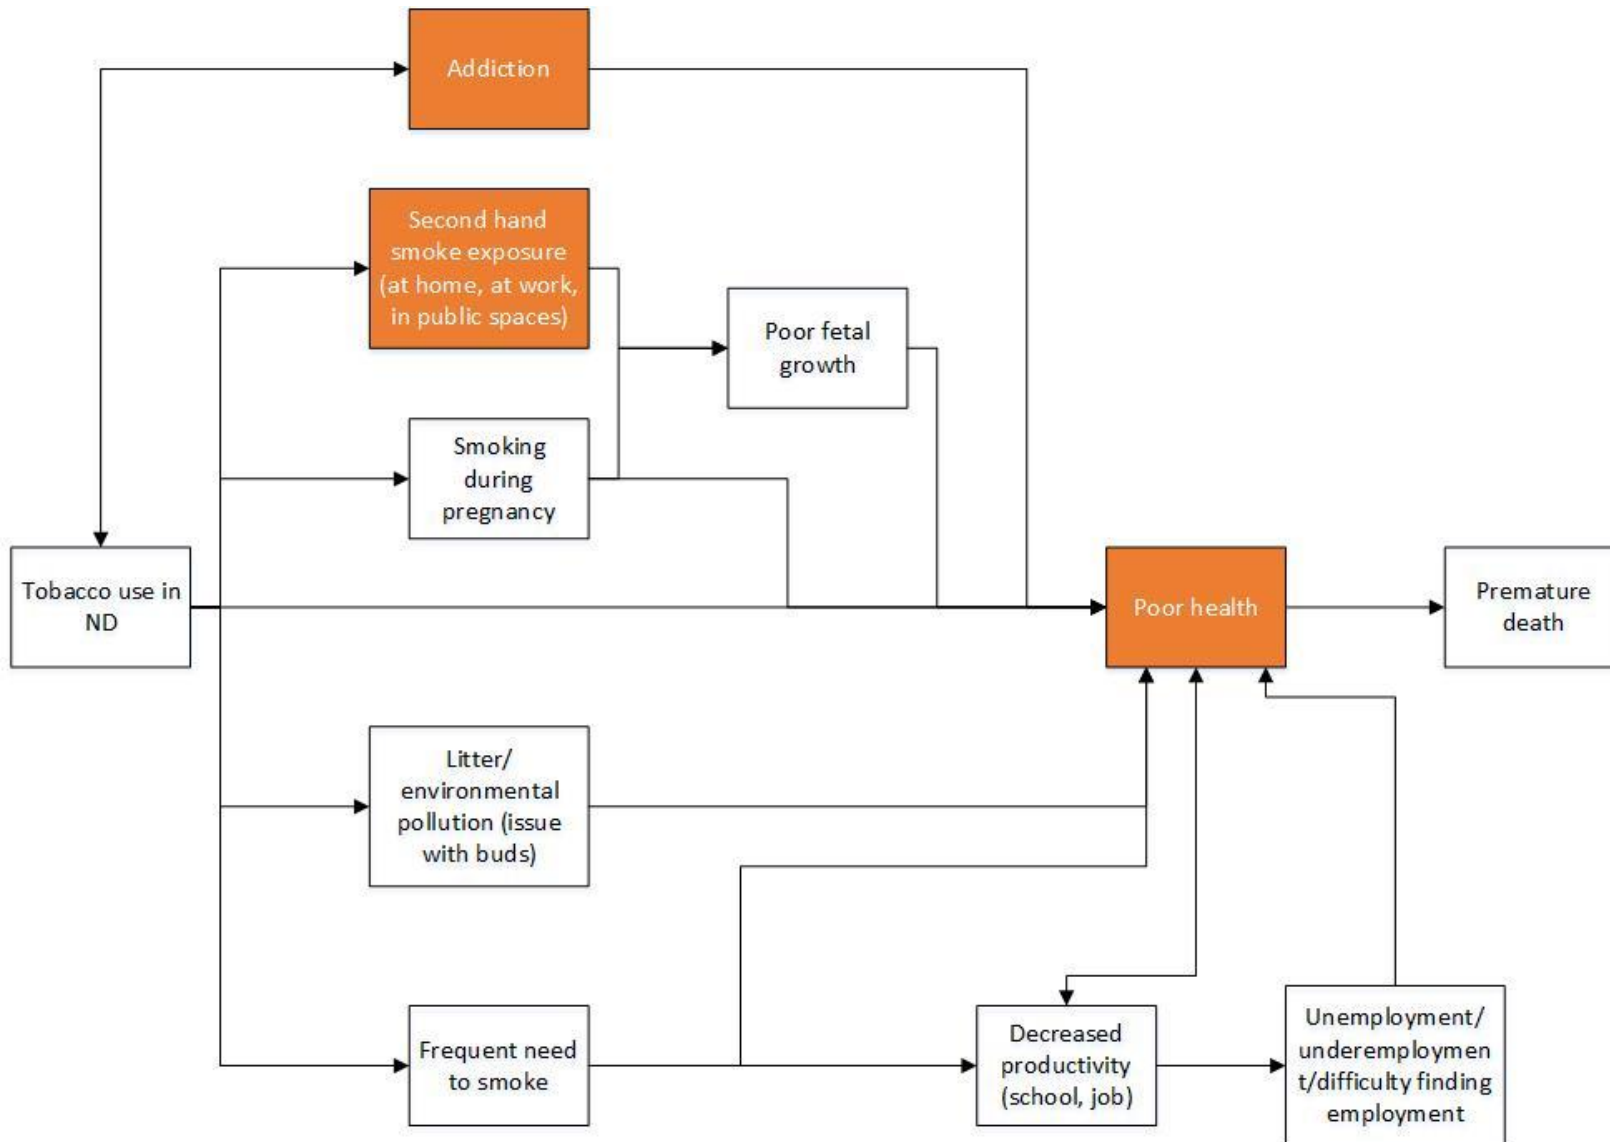 Addiction
Second hand
smoke exposure
(at home, at work,
in public spaces)
Poor fetal
growth
Smoking
during
pregnancy
Tobacco use in
ND
Poor health
Premature
death
Litter/
environmental
pollution (issue
with buds)
Frequent need
to smoke
Decreased
productivity
(school, job)
Unemployment/
underemploymen
t/difficulty finding
employment